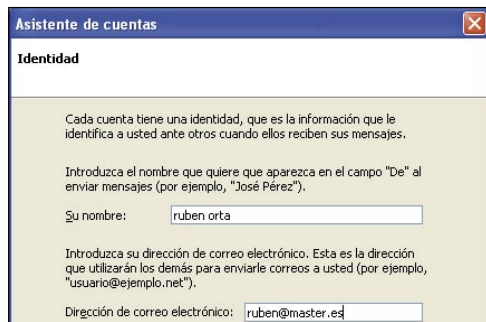 Asistente de cuentas
Identidad
Cada cuenta tiene una identidad, que es la información que le
identifica a usted ante otros cuando ellos reciben sus mensajes.
Introduzca el nombre que quiere que aparezca en el campo "De" al
enviar mensajes (por ejemplo, "José Pérez").
Su nombre: ruben orta
Introduzca su dirección de correo electrónico. Esta es la dirección
que utilizarán los demás para enviarle correos a usted (por ejemplo,
"usuario@ejemplo.net").
Dirección de correo electrónico: ruben@master.es